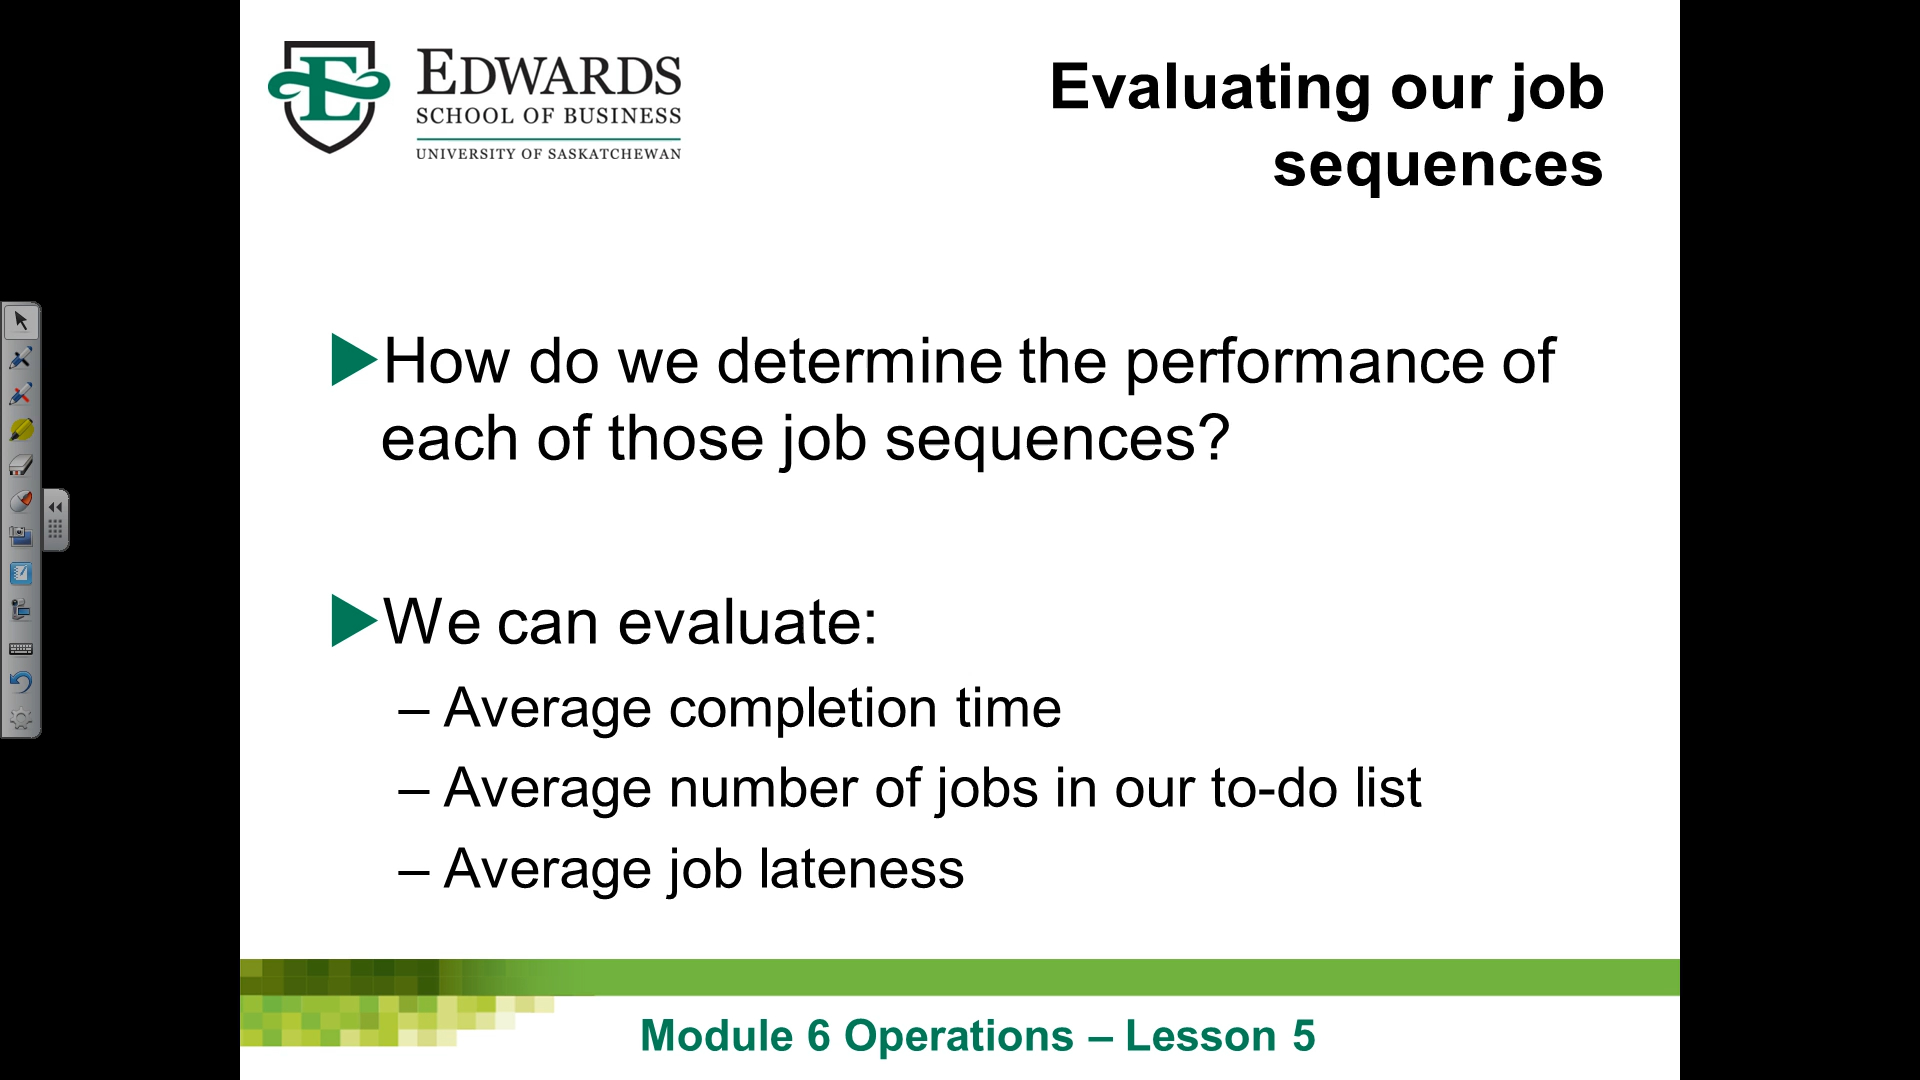 EDWARDS
SCHOOL OF BUSINESS
UNIVERSITY OF SASKATCHEWAN
Evaluating our job
sequences
How do we determine the performance of
each of those job sequences?
We can evaluate:
– Average completion time
– Average number of jobs in our to-do list
– Average job lateness
Module 6 Operations – Lesson 5